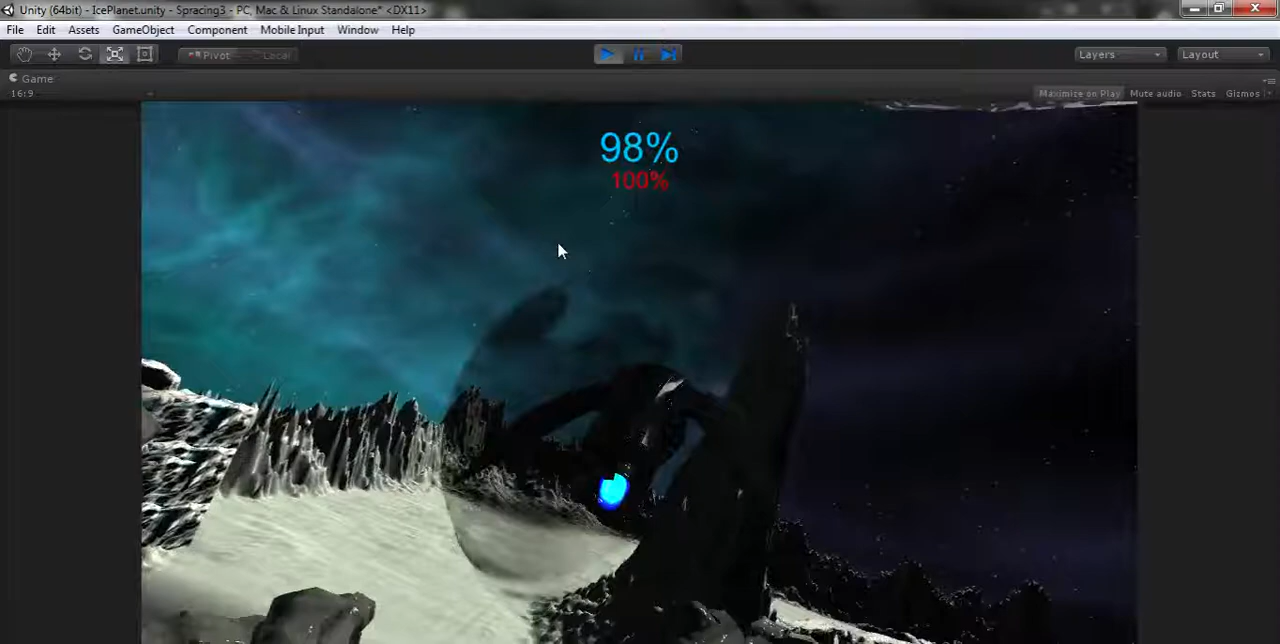 Unity (64bit) - IcePlanet.unity - Spracing3 - PC, Mac & Linux Standalone* <DX11>
File Edit Assets GameObject Component Mobile Input Window Help
Pivot Local Layers Layout
Game
16:9 Maximize on Play Mute audio Stats Gizmos
98%
100%